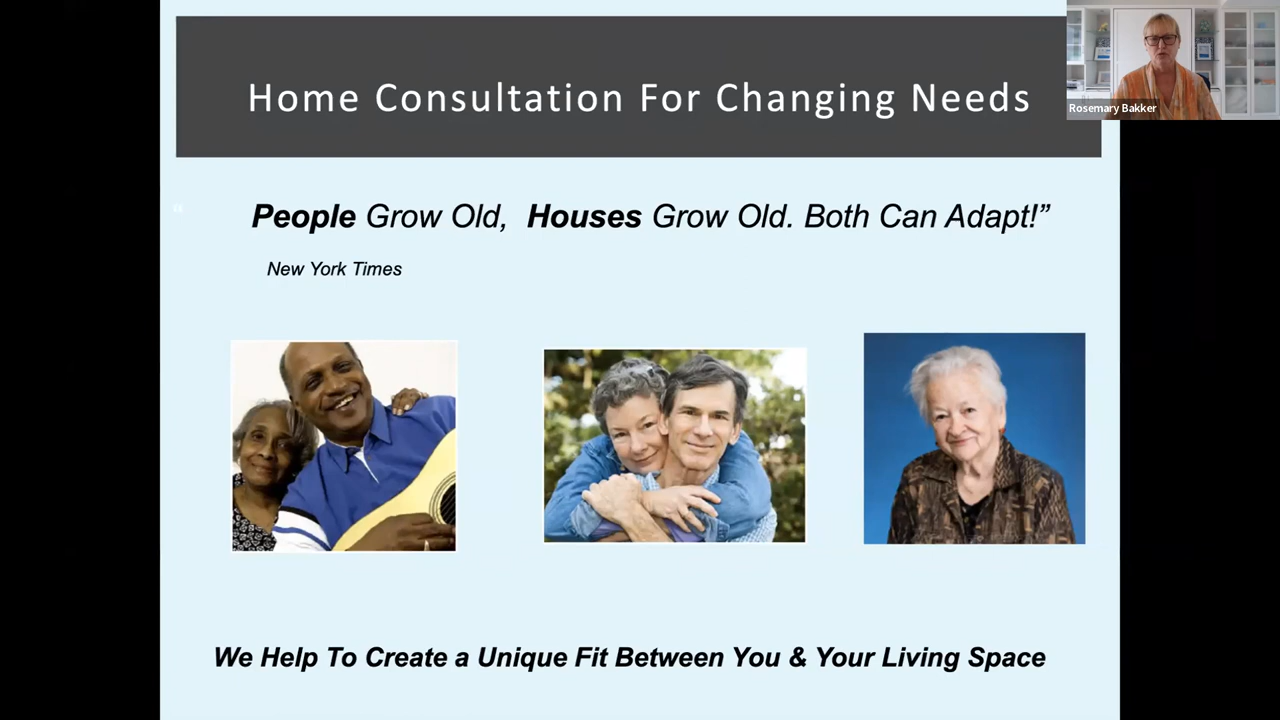 Home Consultation For Changing Needs
Rosemary Bakker
“
People Grow Old, Houses Grow Old. Both Can Adapt!”
New York Times
We Help To Create a Unique Fit Between You & Your Living Space